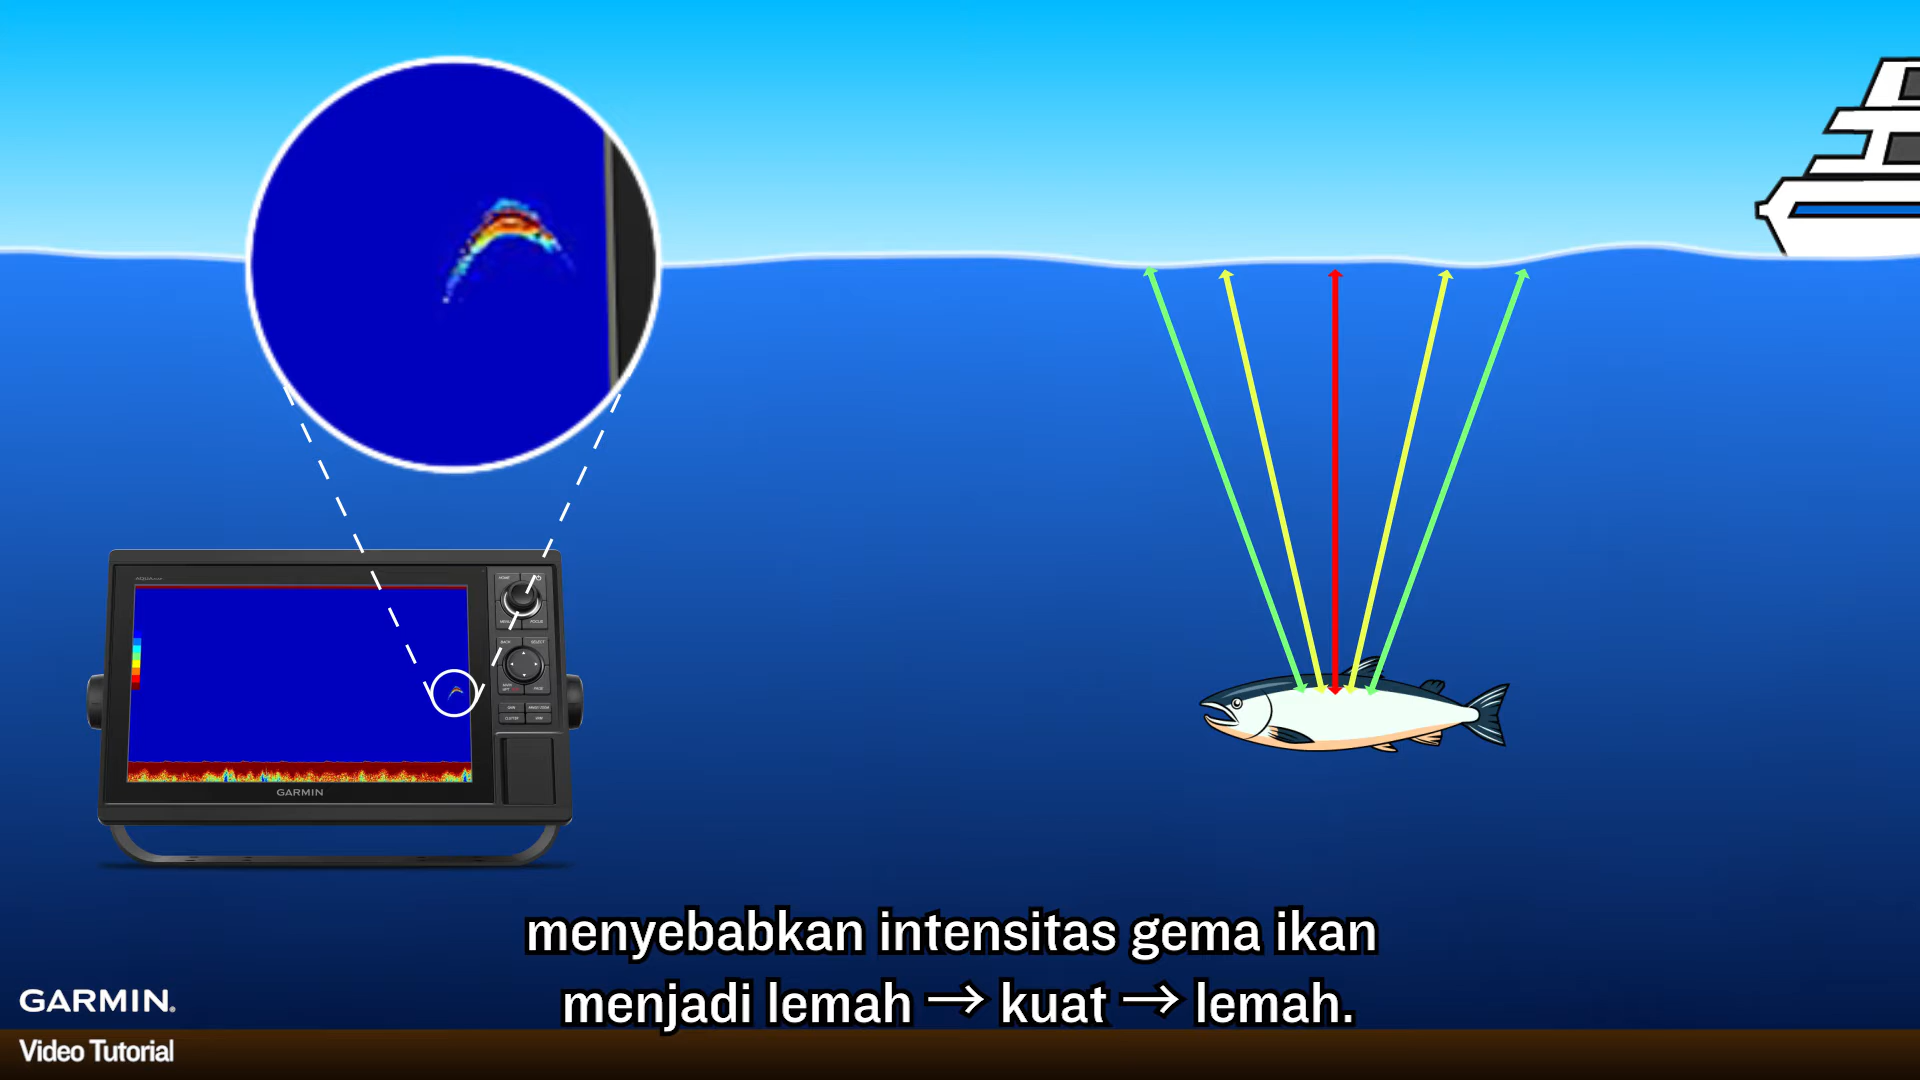 GARMIN
menyebabkan intensitas gema ikan
menjadi lemah → kuat → lemah.
GARMIN.
Video Tutorial